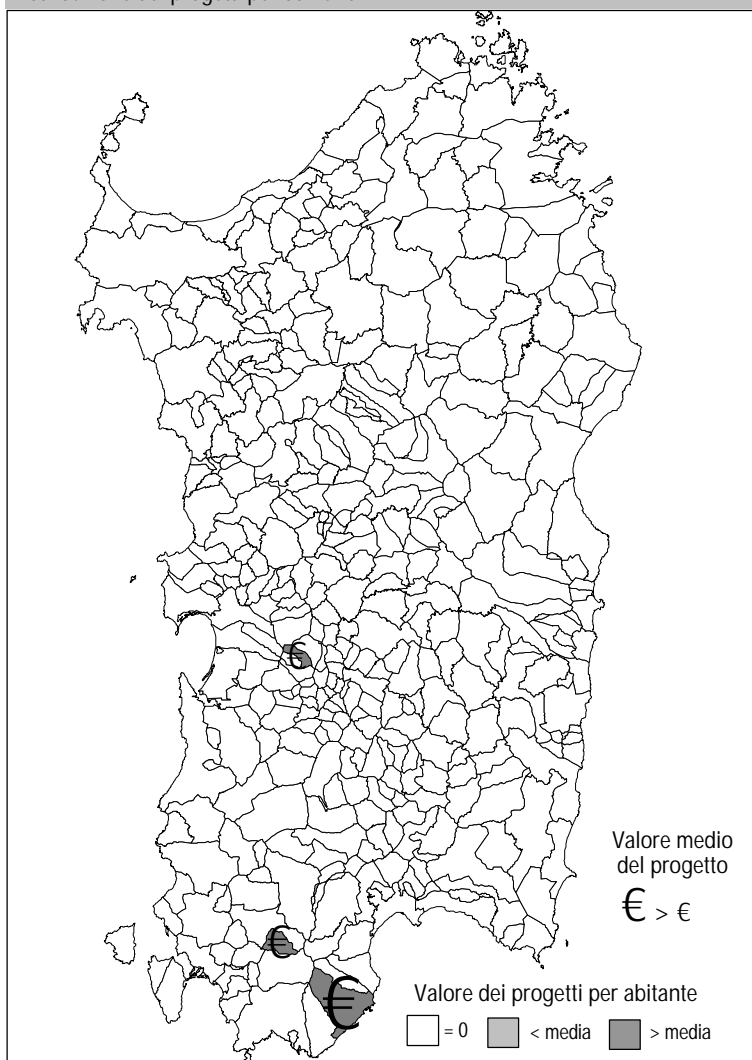 €
€
€
Valore medio
del progetto
€ > €
Valore dei progetti per abitante
= 0 < media > media